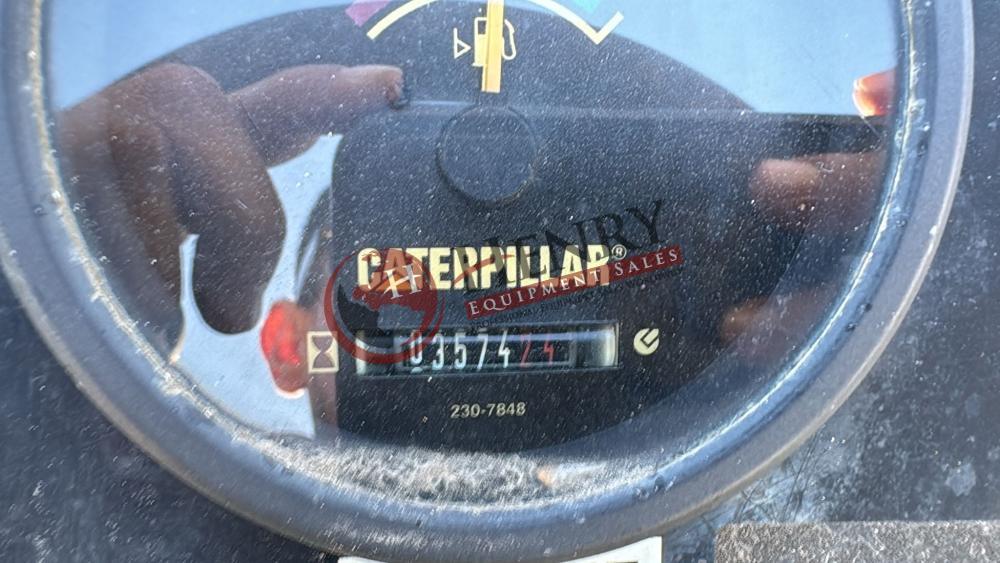 HENRY
CATERPILLAR®
H
EQUIPMENT SALES
0357424
230-7848